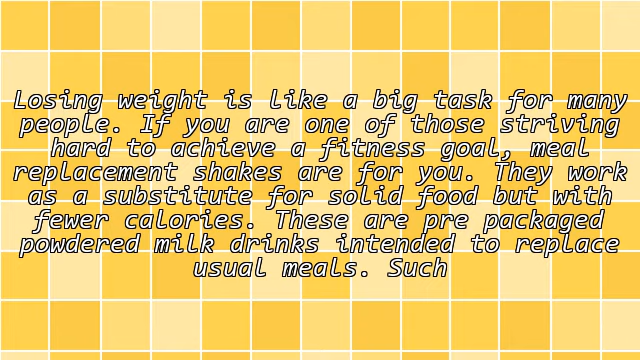 Losing weight is like a big task for many
people. If you are one of those striving
hard to achieve a fitness goal, meal
replacement shakes are for you. They work
as a substitute for solid food but with
fewer calories. These are pre packaged
powdered milk drinks intended to replace
usual meals. Such